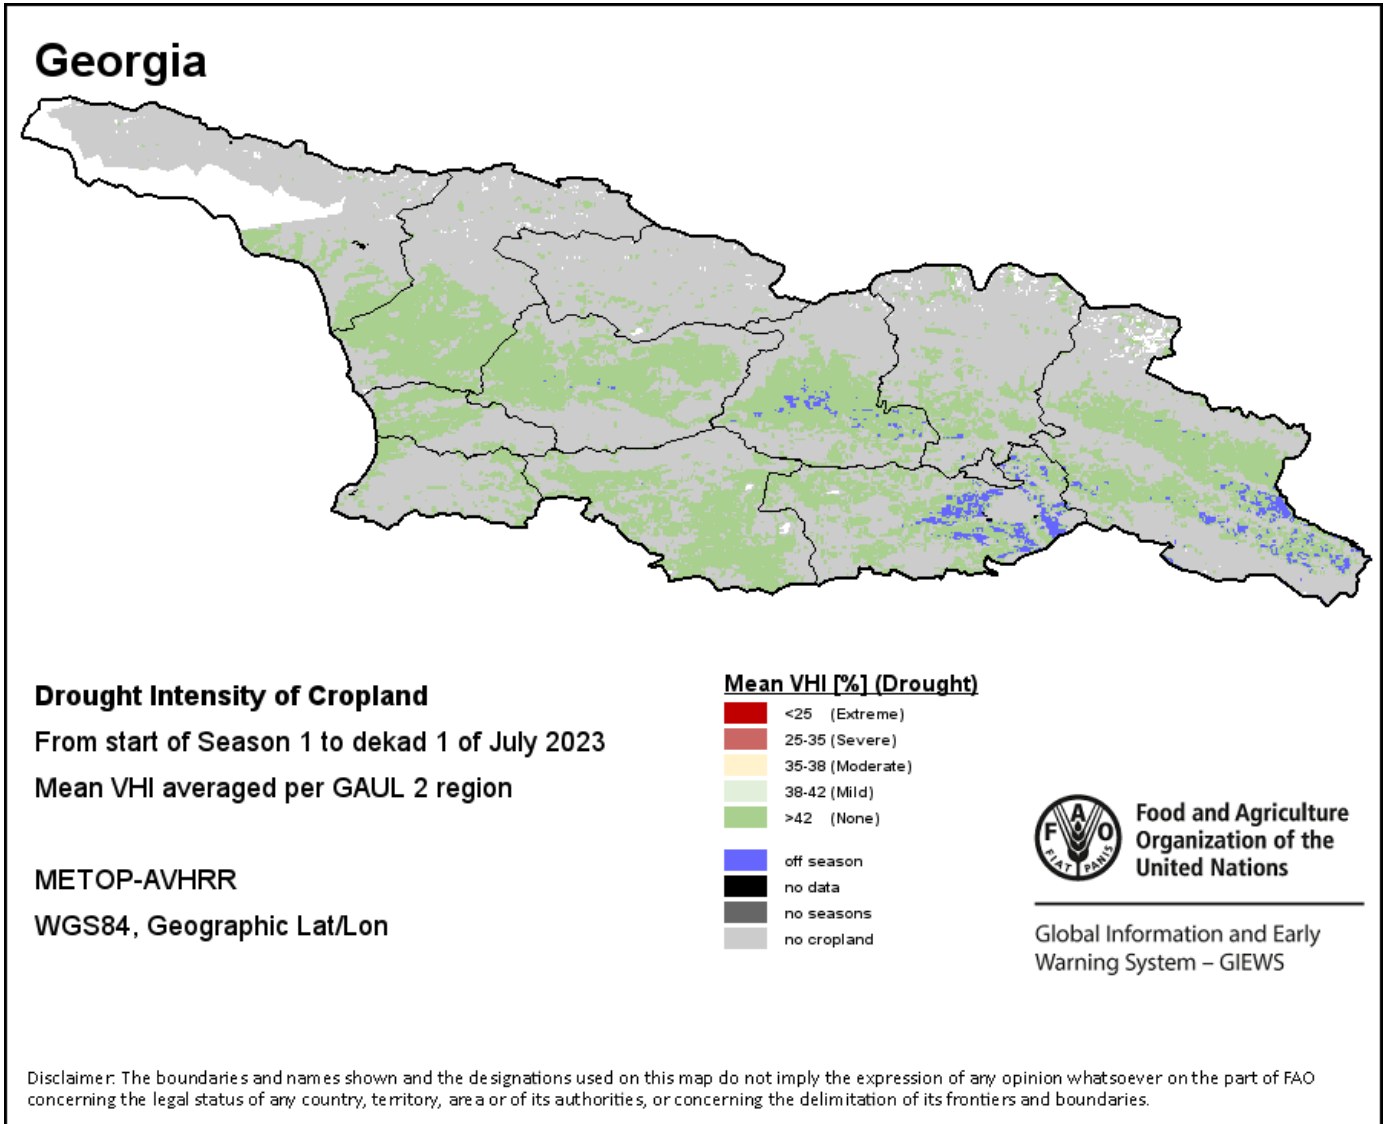 Georgia
Drought Intensity of Cropland
From start of Season 1 to dekad 1 of July 2023
Mean VHI averaged per GAUL 2 region
METOP-AVHRR
WGS84, Geographic Lat/Lon
Mean VHI [%] (Drought)
<25 (Extreme)
25-35 (Severe)
35-38 (Moderate)
38-42 (Mild)
>42 (None)
off season
no data
no seasons
no cropland
F A O
FIAT PANIS
Food and Agriculture
Organization of the
United Nations
Global Information and Early
Warning System – GIEWS
Disclaimer: The boundaries and names shown and the designations used on this map do not imply the expression of any opinion whatsoever on the part of FAO
concerning the legal status of any country, territory, area or of its authorities, or concerning the delimitation of its frontiers and boundaries.